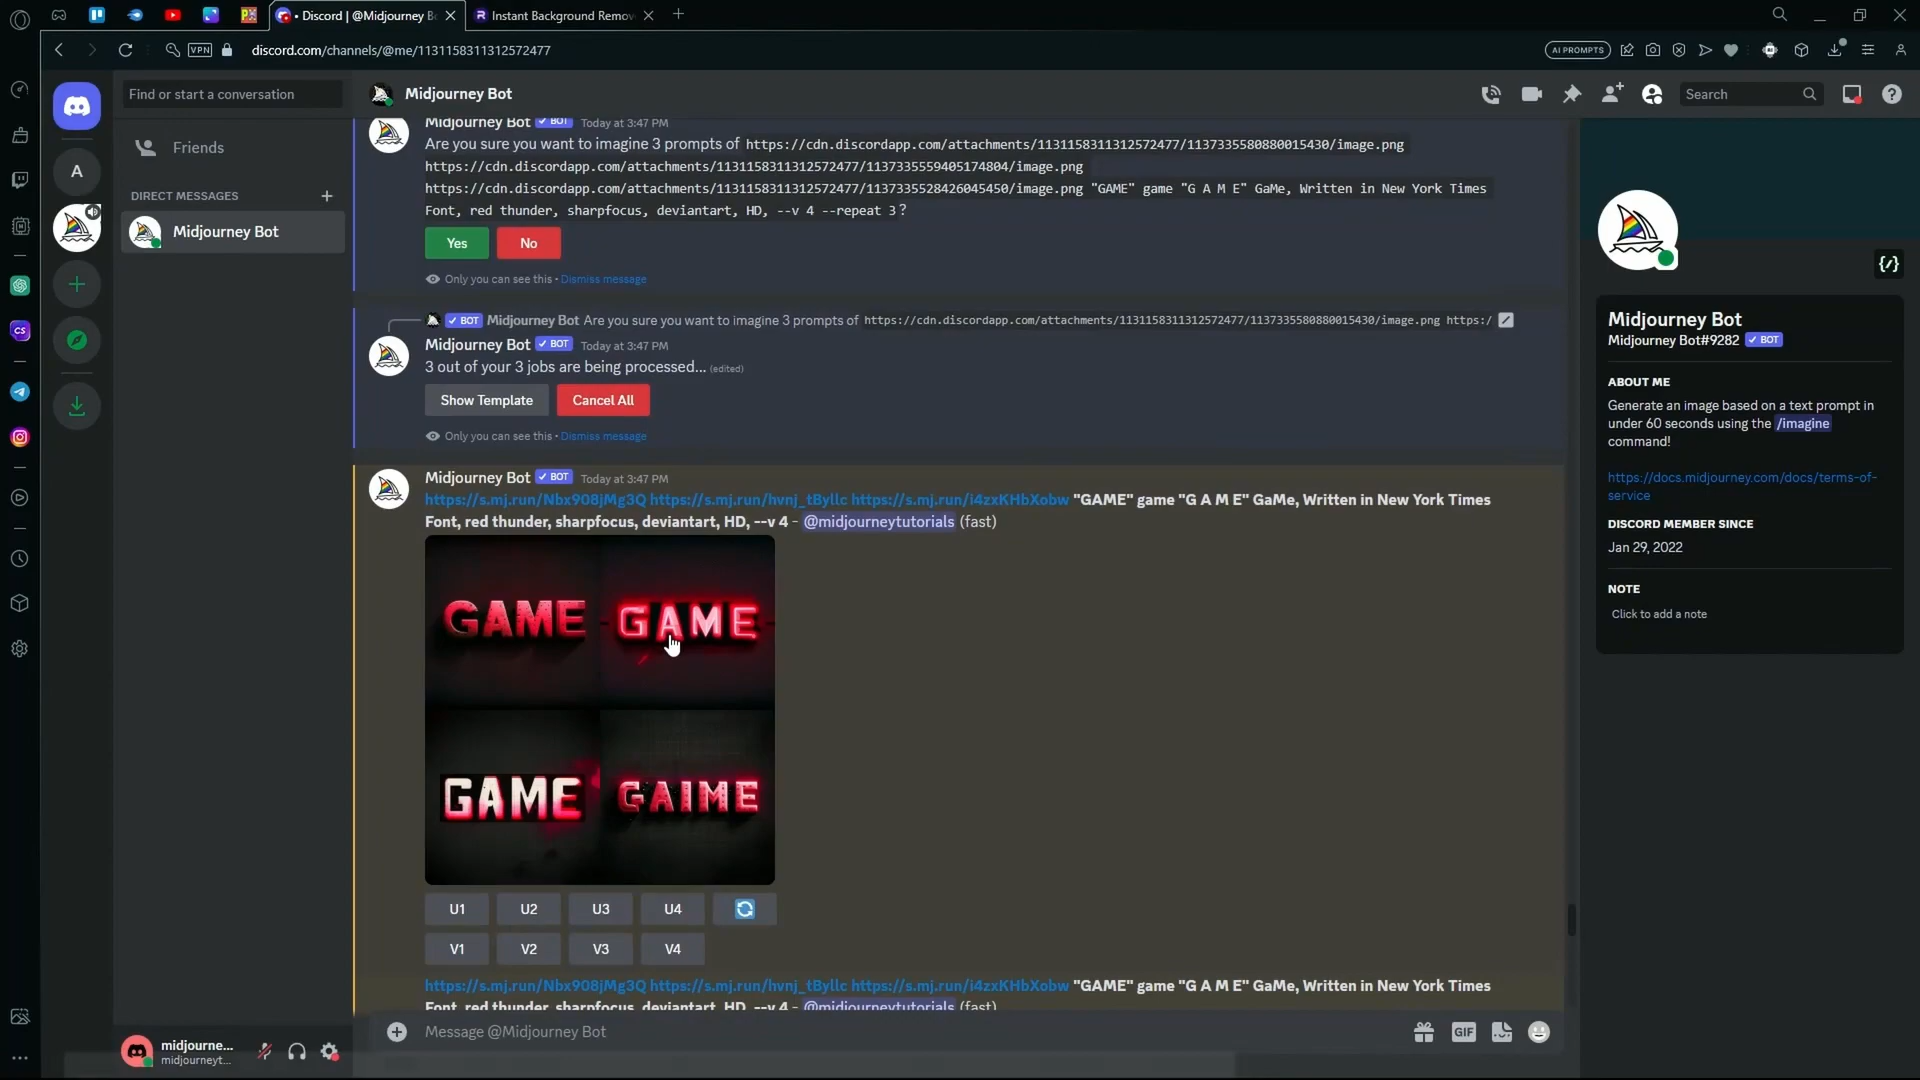 Discord | @Midjourney B
Instant Background Remov
VPN
discord.com/channels/@me/1131158311312572477
AI PROMPTS
Find or start a conversation
Midjourney Bot
Search
Friends
A
DIRECT MESSAGES
Midjourney Bot
CS
Midjourney Bot BOT Today at 3:47 PM
Are you sure you want to imagine 3 prompts of https://cdn.discordapp.com/attachments/1131158311312572477/1137335580880015430/image.png
https://cdn.discordapp.com/attachments/1131158311312572477/1137335559405174804/image.png
https://cdn.discordapp.com/attachments/1131158311312572477/1137335528426045450/image.png "GAME" game "G A M E" GaMe, Written in New York Times
Font, red thunder, sharpfocus, deviantart, HD, --v 4 --repeat 3?
Yes No
Only you can see this • Dismiss message
BOT Midjourney Bot Are you sure you want to imagine 3 prompts of https://cdn.discordapp.com/attachments/1131158311312572477/1137335580880015430/image.png https:/
Midjourney Bot BOT Today at 3:47 PM
3 out of your 3 jobs are being processed... (edited)
Show Template Cancel All
Only you can see this • Dismiss message
Midjourney Bot BOT Today at 3:47 PM
https://s.mj.run/Nbx908jMg3Q https://s.mj.run/hvnj_tByllc https://s.mj.run/i4zxKHbXobw "GAME" game "G A M E" GaMe, Written in New York Times
Font, red thunder, sharpfocus, deviantart, HD, --v 4 - @midjourneytutorials (fast)
GAME GAME
GAME GAIME
U1 U2 U3 U4
V1 V2 V3 V4
https://s.mj.run/Nbx908jMg3Q https://s.mj.run/hvnj_tByllc https://s.mj.run/i4zxKHbXobw "GAME" game "G A M E" GaMe, Written in New York Times
Font, red thunder, sharpfocus, deviantart, HD, --v 4 - @midjourneytutorials (fast)
Message @Midjourney Bot
GIF
midjourne...
midjourneyt...
Midjourney Bot
Midjourney Bot#9282 BOT
ABOUT ME
Generate an image based on a text prompt in
under 60 seconds using the /imagine
command!
https://docs.midjourney.com/docs/terms-of-
service
DISCORD MEMBER SINCE
Jan 29, 2022
NOTE
Click to add a note